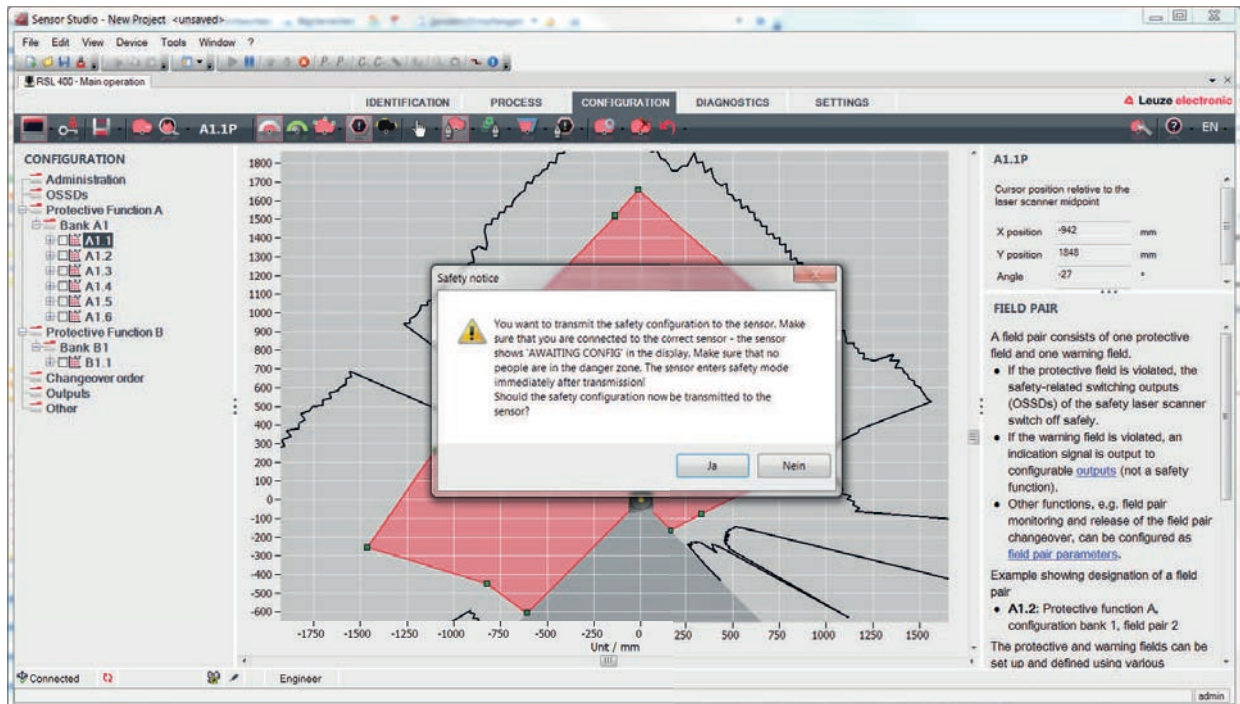 Sensor Studio - New Project <unsaved>
File Edit View Device Tools Window ?
RSL 400 - Main operation
IDENTIFICATION PROCESS CONFIGURATION DIAGNOSTICS SETTINGS
Leuze electronic
A1.1P
EN
CONFIGURATION
Administration
OSSDs
Protective Function A
Bank A1
A1.1
A1.2
A1.3
A1.4
A1.5
A1.6
Protective Function B
Bank B1
B1.1
Changeover order
Outputs
Other
1800
1700
1600
1500
1400
1300
1200
1100
1000
900
800
700
600
500
400
300
200
100
0
-100
-200
-300
-400
-500
-600
-1750 -1500 -1250 -1000 -750 -500 -250 0 250 500 750 1000 1250 1500
Unt / mm
Safety notice
You want to transmit the safety configuration to the sensor. Make
sure that you are connected to the correct sensor - the sensor
shows 'AWAITING CONFIG' in the display. Make sure that no
people are in the danger zone. The sensor enters safety mode
immediately after transmission!
Should the safety configuration now be transmitted to the
sensor?
Ja Nein
A1.1P
Cursor position reletive to the
laser scanner midpoint
X position -942 mm
Y position 1848 mm
Angle -27 °
FIELD PAIR
A field pair consists of one protective
field and one warning field.
• If the protective field is violated, the
safety-related switching outputs
(OSSDs) of the safety laser scanner
switch off safely.
• If the warning field is violated, an
indication signal is output to
configurable outputs (not a safety
function).
• Other functions, e.g. field pair
monitoring and release of the field pair
changeover, can be configured as
field pair parameters.
Example showing designation of a field
pair
• A1.2: Protective function A,
configuration bank 1, field pair 2
The protective and warning fields can be
set up and defined using various
Connected
Engineer
admin